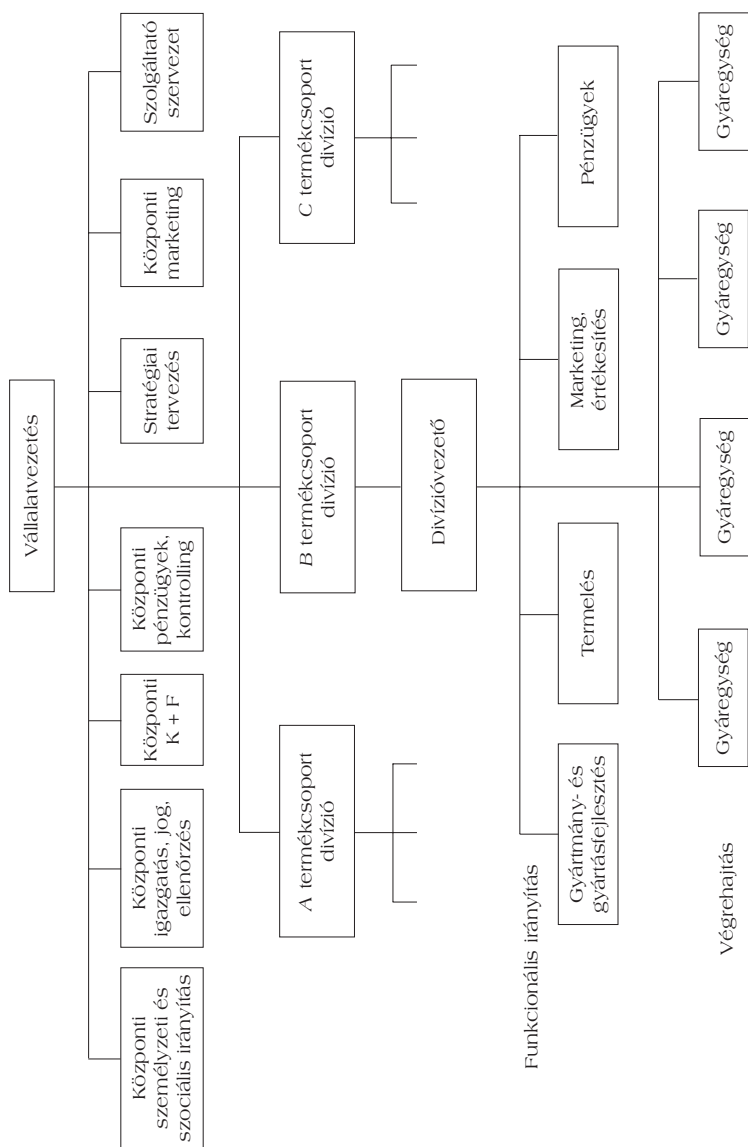 Vállalatvezetés
Központi
személyzeti és
szociális irányítás
Központi
igazgatás, jog,
ellenőrzés
Központi
K + F
Központi
pénzügyek,
kontrolling
Stratégiai
tervezés
Központi
marketing
Szolgáltató
szervezet
A termékcsoport
divízió
B termékcsoport
divízió
C termékcsoport
divízió
Divízióvezető
Funkcionális irányítás
Gyártmány- és
gyártásfejlesztés
Termelés
Marketing,
értékesítés
Pénzügyek
Végrehajtás
Gyáregység
Gyáregység
Gyáregység
Gyáregység